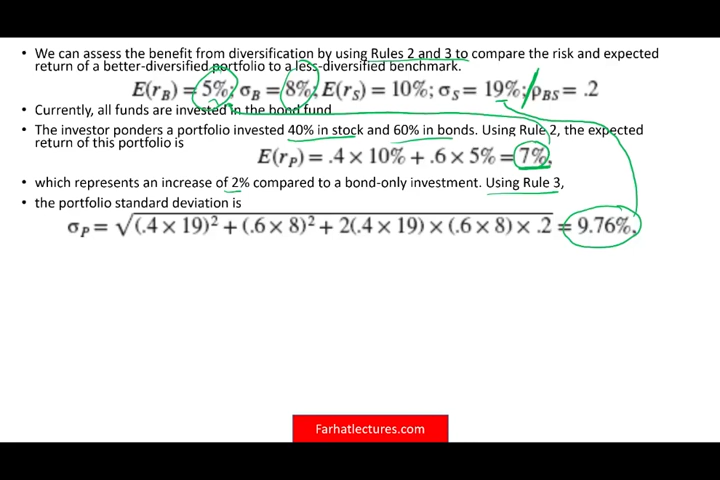 • We can assess the benefit from diversification by using Rules 2 and 3 to compare the risk and expected
return of a better-diversified portfolio to a less-diversified benchmark.
E(r_B) = 5%; σ_B = 8%; E(r_S) = 10%; σ_S = 19%; ρ_BS = .2
• Currently, all funds are invested in the bond fund
• The investor ponders a portfolio invested 40% in stock and 60% in bonds. Using Rule 2, the expected
return of this portfolio is
E(r_P) = .4 × 10% + .6 × 5% = 7%,
• which represents an increase of 2% compared to a bond-only investment. Using Rule 3,
• the portfolio standard deviation is
σ_P = √(.4 × 19)² + (.6 × 8)² + 2(.4 × 19) × (.6 × 8) × .2 = 9.76%,
Farhatlectures.com